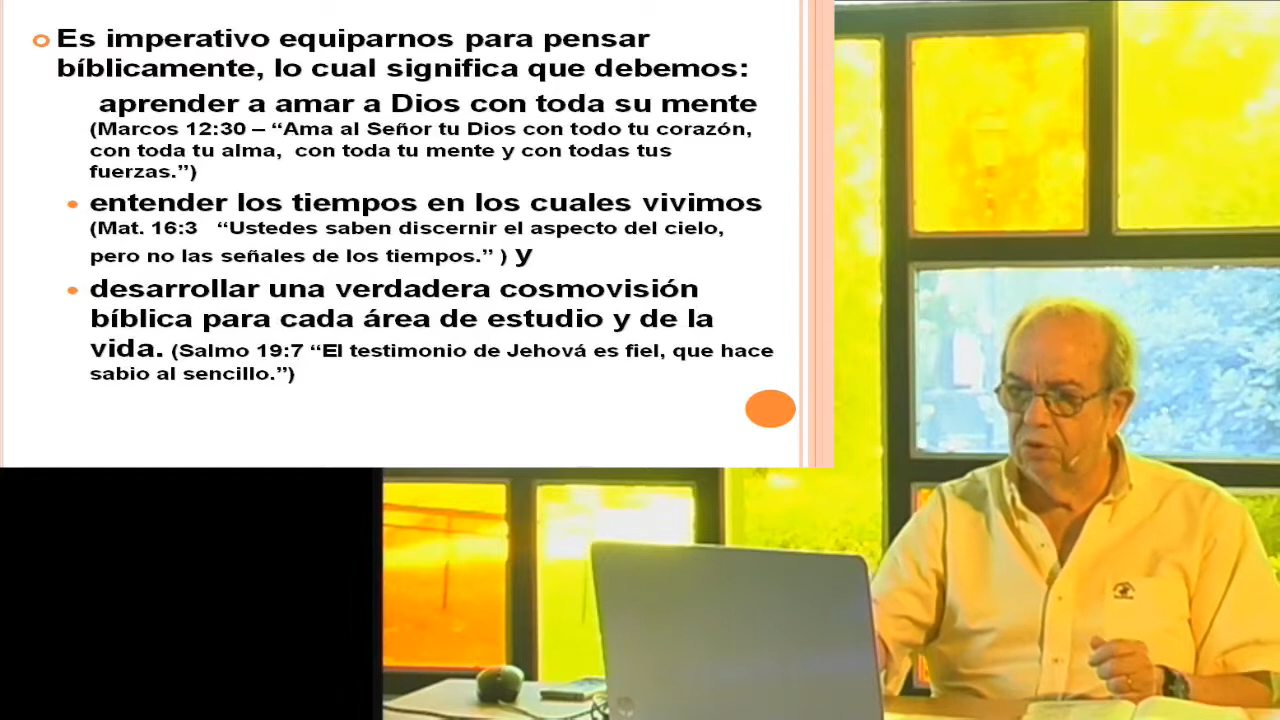 Es imperativo equiparnos para pensar
bíblicamente, lo cual significa que debemos:
aprender a amar a Dios con toda su mente
(Marcos 12:30 – “Ama al Señor tu Dios con todo tu corazón,
con toda tu alma, con toda tu mente y con todas tus
fuerzas.”)
entender los tiempos en los cuales vivimos
(Mat. 16:3 “Ustedes saben discernir el aspecto del cielo,
pero no las señales de los tiempos.” ) y
desarrollar una verdadera cosmovisión
bíblica para cada área de estudio y de la
vida. (Salmo 19:7 “El testimonio de Jehová es fiel, que hace
sabio al sencillo.”)